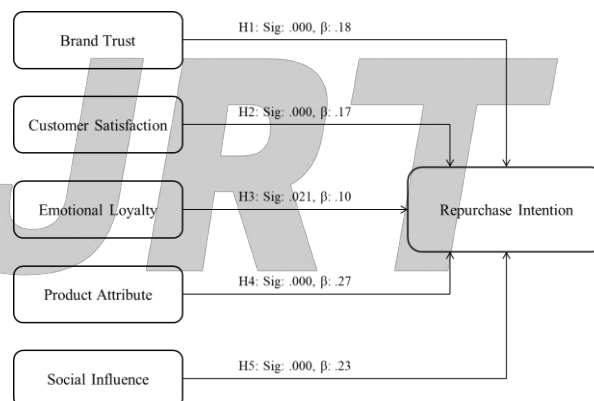 Brand Trust
H1: Sig: .000, β: .18
Customer Satisfaction
H2: Sig: .000, β: .17
Emotional Loyalty
H3: Sig: .021, β: .10
Repurchase Intention
Product Attribute
H4: Sig: .000, β: .27
Social Influence
H5: Sig: .000, β: .23
JRT